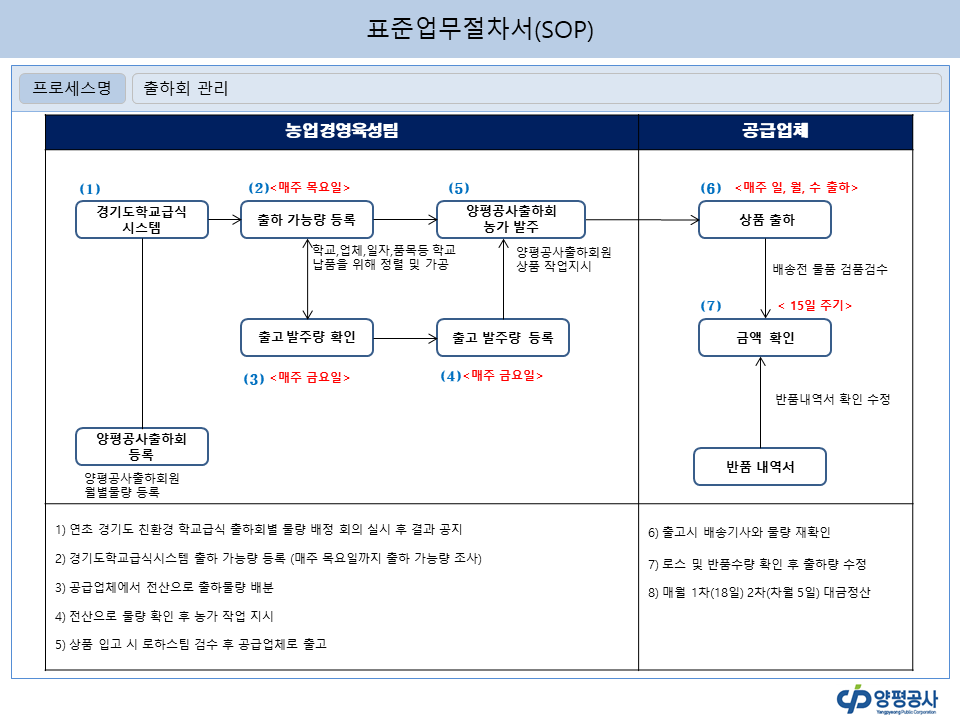 표준업무절차서(SOP)
프로세스명
출하회 관리
농업경영육성팀
공급업체
(1)
(2)<매주 목요일>
(5)
(6) <매주 일, 월, 수 출하>
경기도학교급식
시스템
출하 가능량 등록
양평공사출하회
농가 발주
상품 출하
학교,업체,일자,품목등 학교
납품을 위해 정렬 및 가공
양평공사출하회원
상품 작업지시
배송전 물품 검품검수
(7) < 15일 주기>
출고 발주량 확인
출고 발주량 등록
금액 확인
(3) <매주 금요일>
(4)<매주 금요일>
반품내역서 확인 수정
양평공사출하회
등록
반품 내역서
양평공사출하회원
월별물량 등록
1) 연초 경기도 친환경 학교급식 출하회별 물량 배정 회의 실시 후 결과 공지
2) 경기도학교급식시스템 출하 가능량 등록 (매주 목요일까지 출하 가능량 조사)
3) 공급업체에서 전산으로 출하물량 배분
4) 전산으로 물량 확인 후 농가 작업 지시
5) 상품 입고 시 로하스팀 검수 후 공급업체로 출고
6) 출고시 배송기사와 물량 재확인
7) 로스 및 반품수량 확인 후 출하량 수정
8) 매월 1차(18일) 2차(차월 5일) 대금정산
양평공사
Yangpyeong Public Corporation